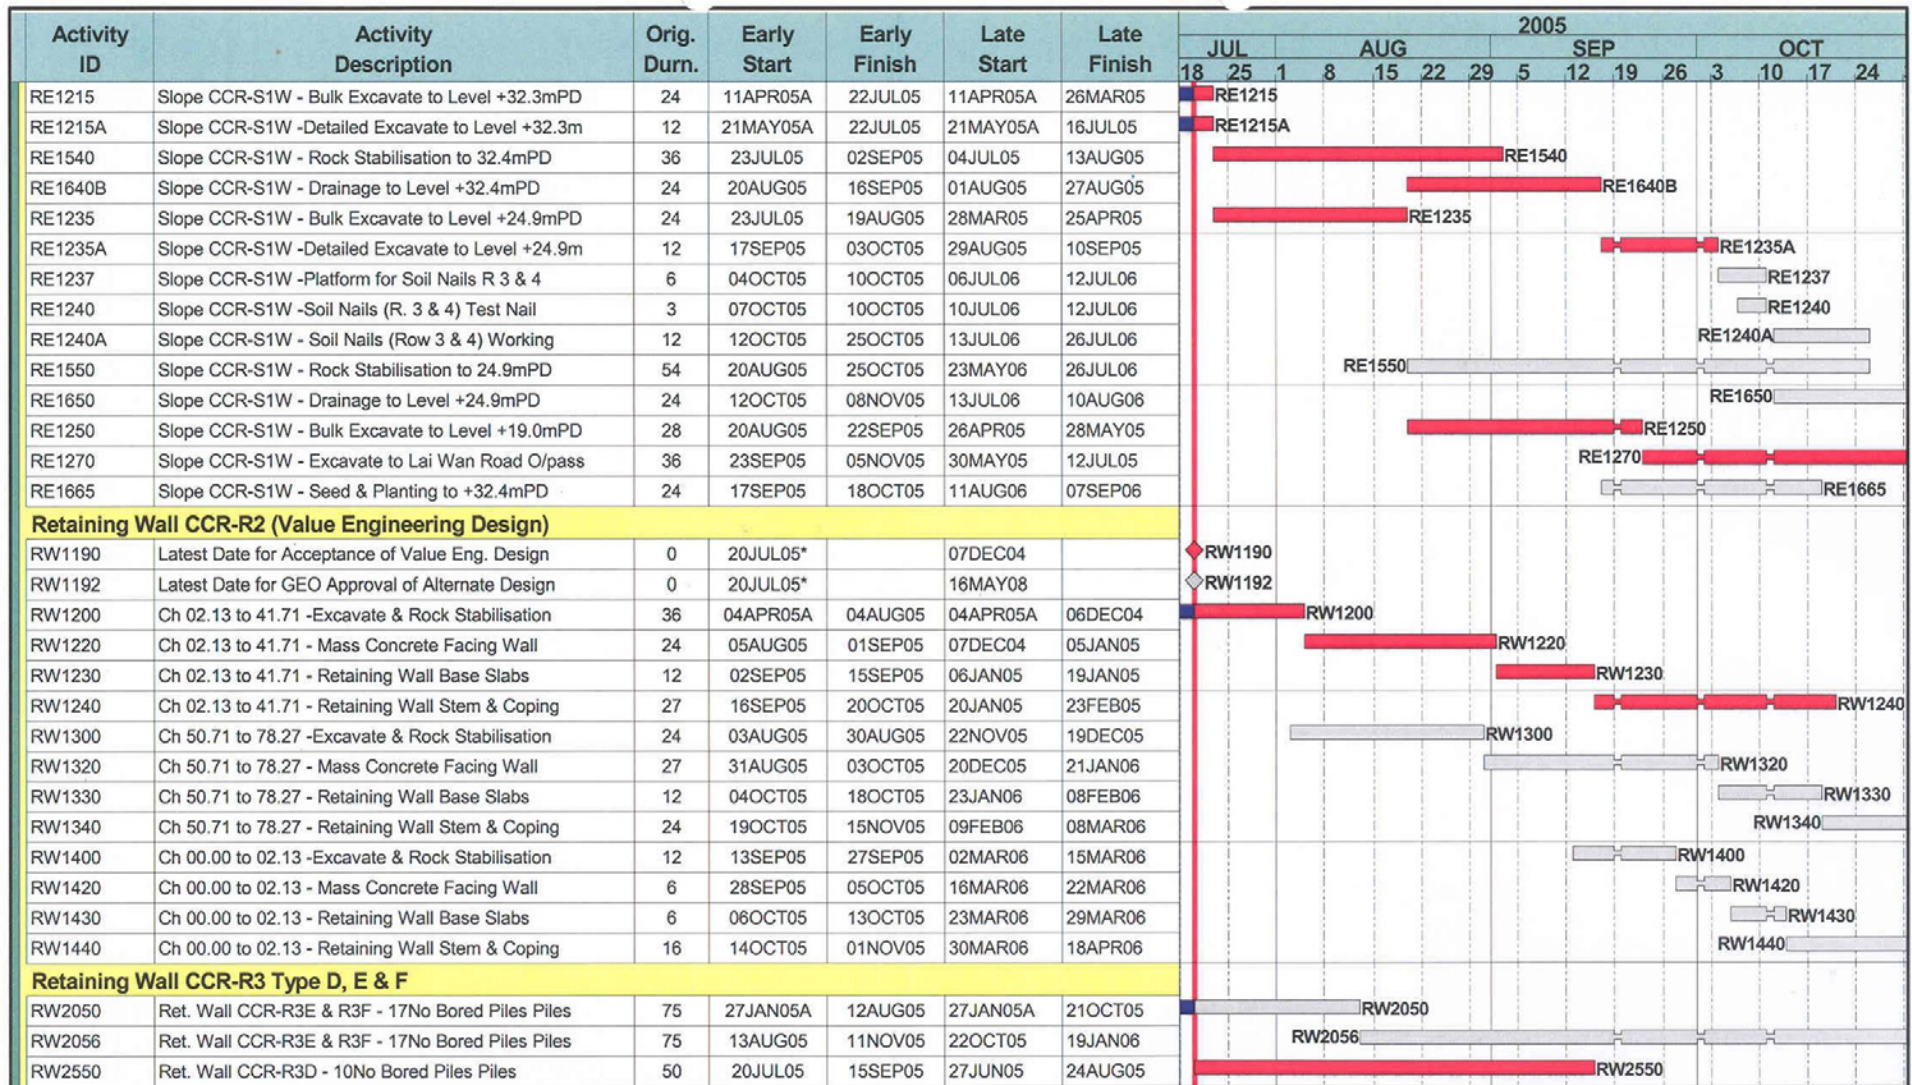 Activity ID Activity Description Orig. Durn. Early Start Early Finish Late Start Late Finish
2005
JUL AUG SEP OCT
18 25 1 8 15 22 29 5 12 19 26 3 10 17 24
RE1215 Slope CCR-S1W - Bulk Excavate to Level +32.3mPD 24 11APR05A 22JUL05 11APR05A 26MAR05 RE1215
RE1215A Slope CCR-S1W -Detailed Excavate to Level +32.3m 12 21MAY05A 22JUL05 21MAY05A 16JUL05 RE1215A
RE1540 Slope CCR-S1W - Rock Stabilisation to 32.4mPD 36 23JUL05 02SEP05 04JUL05 13AUG05 RE1540
RE1640B Slope CCR-S1W - Drainage to Level +32.4mPD 24 20AUG05 16SEP05 01AUG05 27AUG05 RE1640B
RE1235 Slope CCR-S1W - Bulk Excavate to Level +24.9mPD 24 23JUL05 19AUG05 28MAR05 25APR05 RE1235
RE1235A Slope CCR-S1W -Detailed Excavate to Level +24.9m 12 17SEP05 03OCT05 29AUG05 10SEP05 RE1235A
RE1237 Slope CCR-S1W -Platform for Soil Nails R 3 & 4 6 04OCT05 10OCT05 06JUL06 12JUL06 RE1237
RE1240 Slope CCR-S1W -Soil Nails (R. 3 & 4) Test Nail 3 07OCT05 10OCT05 10JUL06 12JUL06 RE1240
RE1240A Slope CCR-S1W - Soil Nails (Row 3 & 4) Working 12 12OCT05 25OCT05 13JUL06 26JUL06 RE1240A
RE1550 Slope CCR-S1W - Rock Stabilisation to 24.9mPD 54 20AUG05 25OCT05 23MAY06 26JUL06 RE1550
RE1650 Slope CCR-S1W - Drainage to Level +24.9mPD 24 12OCT05 08NOV05 13JUL06 10AUG06 RE1650
RE1250 Slope CCR-S1W - Bulk Excavate to Level +19.0mPD 28 20AUG05 22SEP05 26APR05 28MAY05 RE1250
RE1270 Slope CCR-S1W - Excavate to Lai Wan Road O/pass 36 23SEP05 05NOV05 30MAY05 12JUL05 RE1270
RE1665 Slope CCR-S1W - Seed & Planting to +32.4mPD 24 17SEP05 18OCT05 11AUG06 07SEP06 RE1665
Retaining Wall CCR-R2 (Value Engineering Design)
RW1190 Latest Date for Acceptance of Value Eng. Design 0 20JUL05* 07DEC04 RW1190
RW1192 Latest Date for GEO Approval of Alternate Design 0 20JUL05* 16MAY08 RW1192
RW1200 Ch 02.13 to 41.71 -Excavate & Rock Stabilisation 36 04APR05A 04AUG05 04APR05A 06DEC04 RW1200
RW1220 Ch 02.13 to 41.71 - Mass Concrete Facing Wall 24 05AUG05 01SEP05 07DEC04 05JAN05 RW1220
RW1230 Ch 02.13 to 41.71 - Retaining Wall Base Slabs 12 02SEP05 15SEP05 06JAN05 19JAN05 RW1230
RW1240 Ch 02.13 to 41.71 - Retaining Wall Stem & Coping 27 16SEP05 20OCT05 20JAN05 23FEB05 RW1240
RW1300 Ch 50.71 to 78.27 -Excavate & Rock Stabilisation 24 03AUG05 30AUG05 22NOV05 19DEC05 RW1300
RW1320 Ch 50.71 to 78.27 - Mass Concrete Facing Wall 27 31AUG05 03OCT05 20DEC05 21JAN06 RW1320
RW1330 Ch 50.71 to 78.27 - Retaining Wall Base Slabs 12 04OCT05 18OCT05 23JAN06 08FEB06 RW1330
RW1340 Ch 50.71 to 78.27 - Retaining Wall Stem & Coping 24 19OCT05 15NOV05 09FEB06 08MAR06 RW1340
RW1400 Ch 00.00 to 02.13 -Excavate & Rock Stabilisation 12 13SEP05 27SEP05 02MAR06 15MAR06 RW1400
RW1420 Ch 00.00 to 02.13 - Mass Concrete Facing Wall 6 28SEP05 05OCT05 16MAR06 22MAR06 RW1420
RW1430 Ch 00.00 to 02.13 - Retaining Wall Base Slabs 6 06OCT05 13OCT05 23MAR06 29MAR06 RW1430
RW1440 Ch 00.00 to 02.13 - Retaining Wall Stem & Coping 16 14OCT05 01NOV05 30MAR06 18APR06 RW1440
Retaining Wall CCR-R3 Type D, E & F
RW2050 Ret. Wall CCR-R3E & R3F - 17No Bored Piles Piles 75 27JAN05A 12AUG05 27JAN05A 21OCT05 RW2050
RW2056 Ret. Wall CCR-R3E & R3F - 17No Bored Piles Piles 75 13AUG05 11NOV05 22OCT05 19JAN06 RW2056
RW2550 Ret. Wall CCR-R3D - 10No Bored Piles Piles 50 20JUL05 15SEP05 27JUN05 24AUG05 RW2550